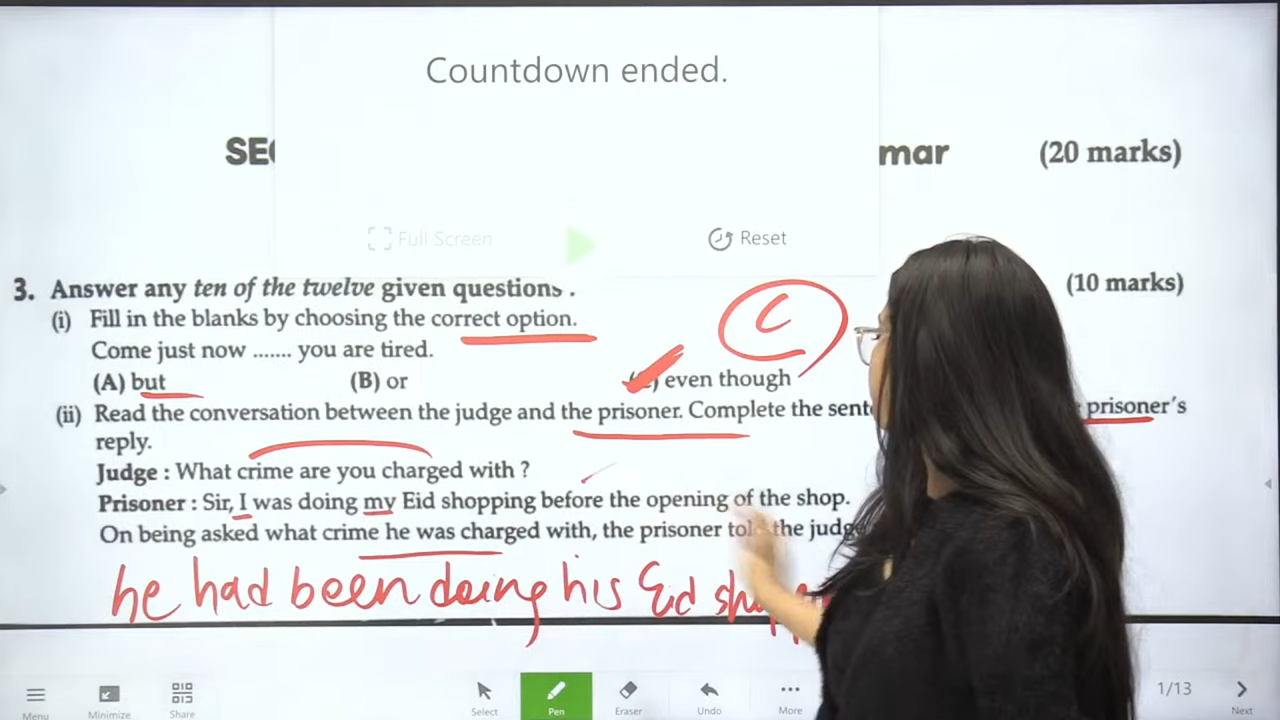 Countdown ended.
mar (20 marks)
Full Screen Reset
3. Answer any ten of the twelve given questions . (10 marks)
(i) Fill in the blanks by choosing the correct option.
C
Come just now ....... you are tired.
(A) but (B) or even though
(ii) Read the conversation between the judge and the prisoner. Complete the prisoner's
reply.
Judge : What crime are you charged with ?
Prisoner : Sir, I was doing my Eid shopping before the opening of the shop.
On being asked what crime he was charged with, the prisoner the
he had been doing his Eid
Menu Minimize Share Select Pen Eraser Undo More 1/13 Next